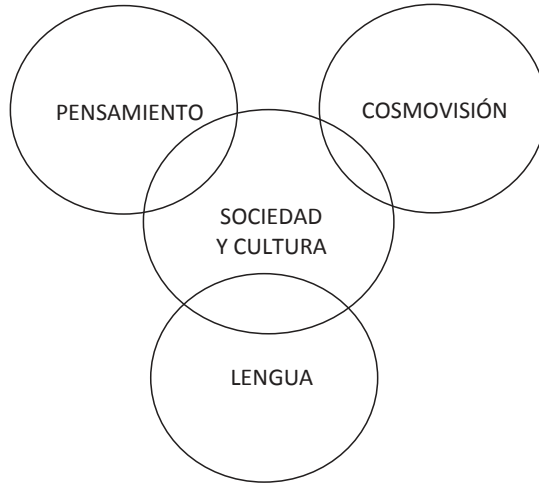 PENSAMIENTO
COSMOVISIÓN
SOCIEDAD
Y CULTURA
LENGUA